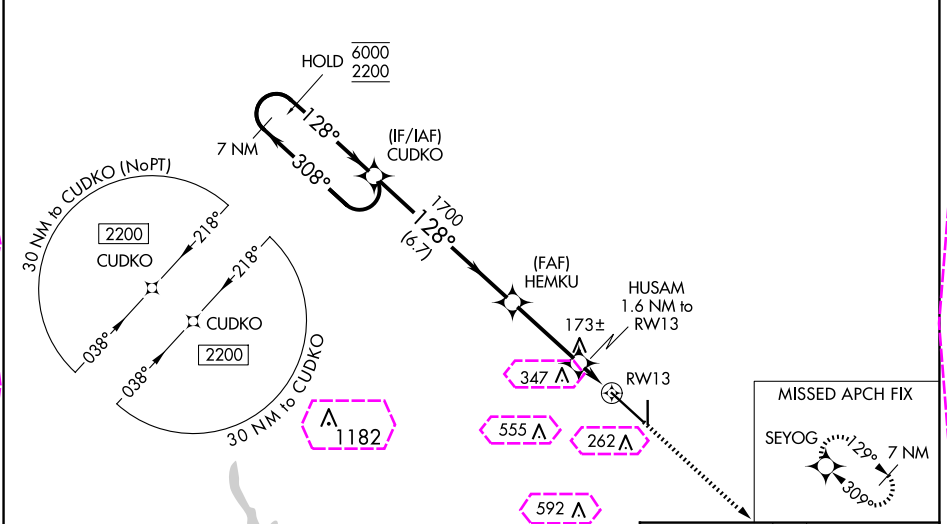 HOLD 6000
2200
128°
7 NM
308°
(IF/IAF)
CUDKO
30 NM to CUDKO (NoPT)
2200
CUDKO
218°
038°
218°
CUDKO
2200
038°
30 NM to CUDKO
1700
128°
(6.7)
(FAF)
HEMKU
HUSAM
1.6 NM to
RW13
173±
347
RW13
1182
555
262
592
MISSED APCH FIX
SEYOG
129°
7 NM
309°